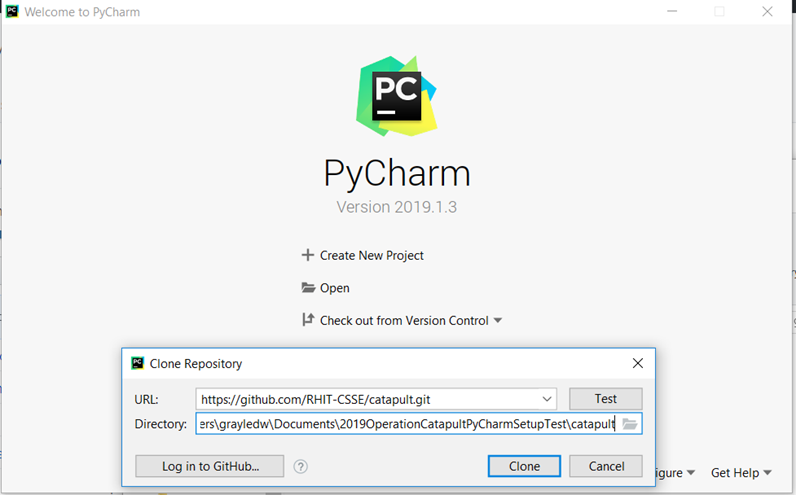 Welcome to PyCharm
PC
PyCharm
Version 2019.1.3
Create New Project
Open
Check out from Version Control
PC Clone Repository
URL: https://github.com/RHIT-CSSE/catapult.git Test
Directory: ers\grayledw\Documents\2019OperationCatapultPyCharmSetupTest\catapult
Log in to GitHub... ? Clone Cancel
igure Get Help